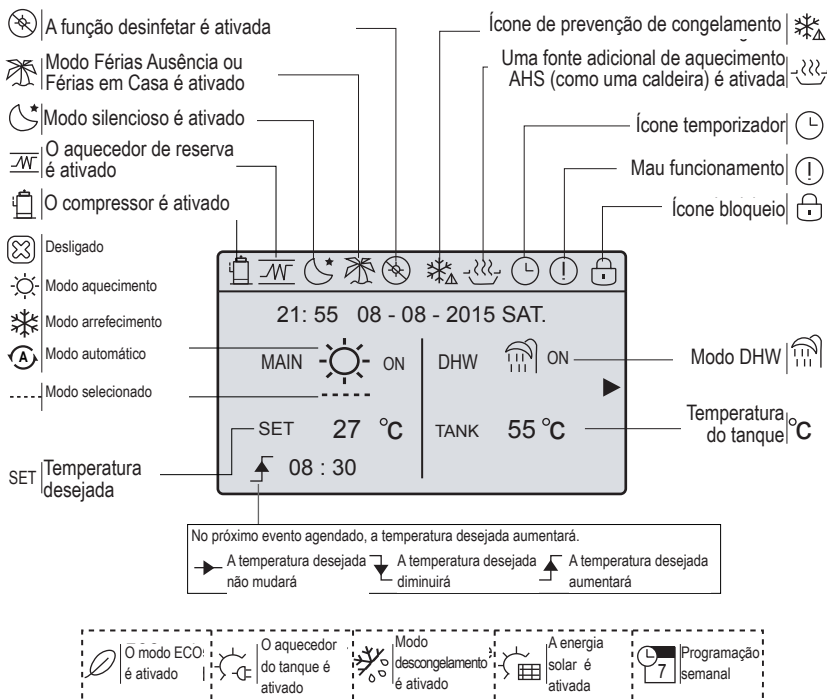 A função desinfetar é ativada
Modo Férias Ausência ou
Férias em Casa é ativado
Modo silencioso é ativado
O aquecedor de reserva
é ativado
O compressor é ativado
Desligado
Modo aquecimento
Modo arrefecimento
A
Modo automático
Modo selecionado
SET
Temperatura
desejada
Ícone de prevenção de congelamento
Uma fonte adicional de aquecimento
AHS (como uma caldeira) é ativada
Ícone temporizador
Mau funcionamento
Ícone bloqueio
21: 55 08 - 08 - 2015 SAT.
MAIN ON
DHW ON
SET 27 °C
TANK 55 °C
08 : 30
Modo DHW
Temperatura
do tanque
°C
No próximo evento agendado, a temperatura desejada aumentará.
A temperatura desejada
não mudará
A temperatura desejada
diminuirá
A temperatura desejada
aumentará
O modo ECO
é ativado
O aquecedor
do tanque é
ativado
Modo
descongelamento
é ativado
A energia
solar é
ativada
7
Programação
semanal